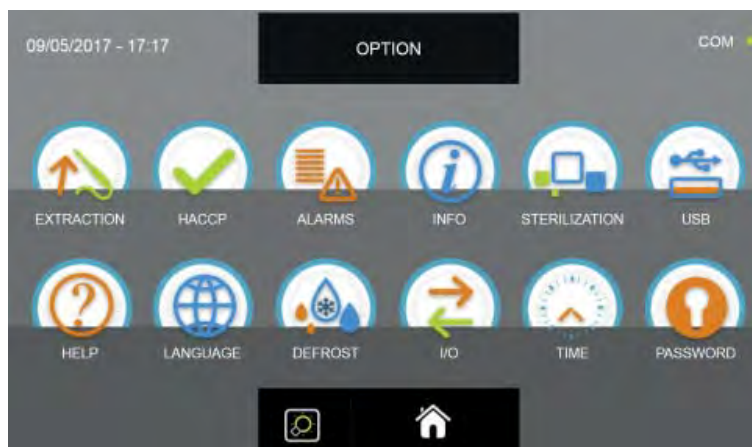 09/05/2017 - 17:17 OPTION COM
EXTRACTION HACCP ALARMS INFO STERILIZATION USB
HELP LANGUAGE DEFROST I/O TIME PASSWORD